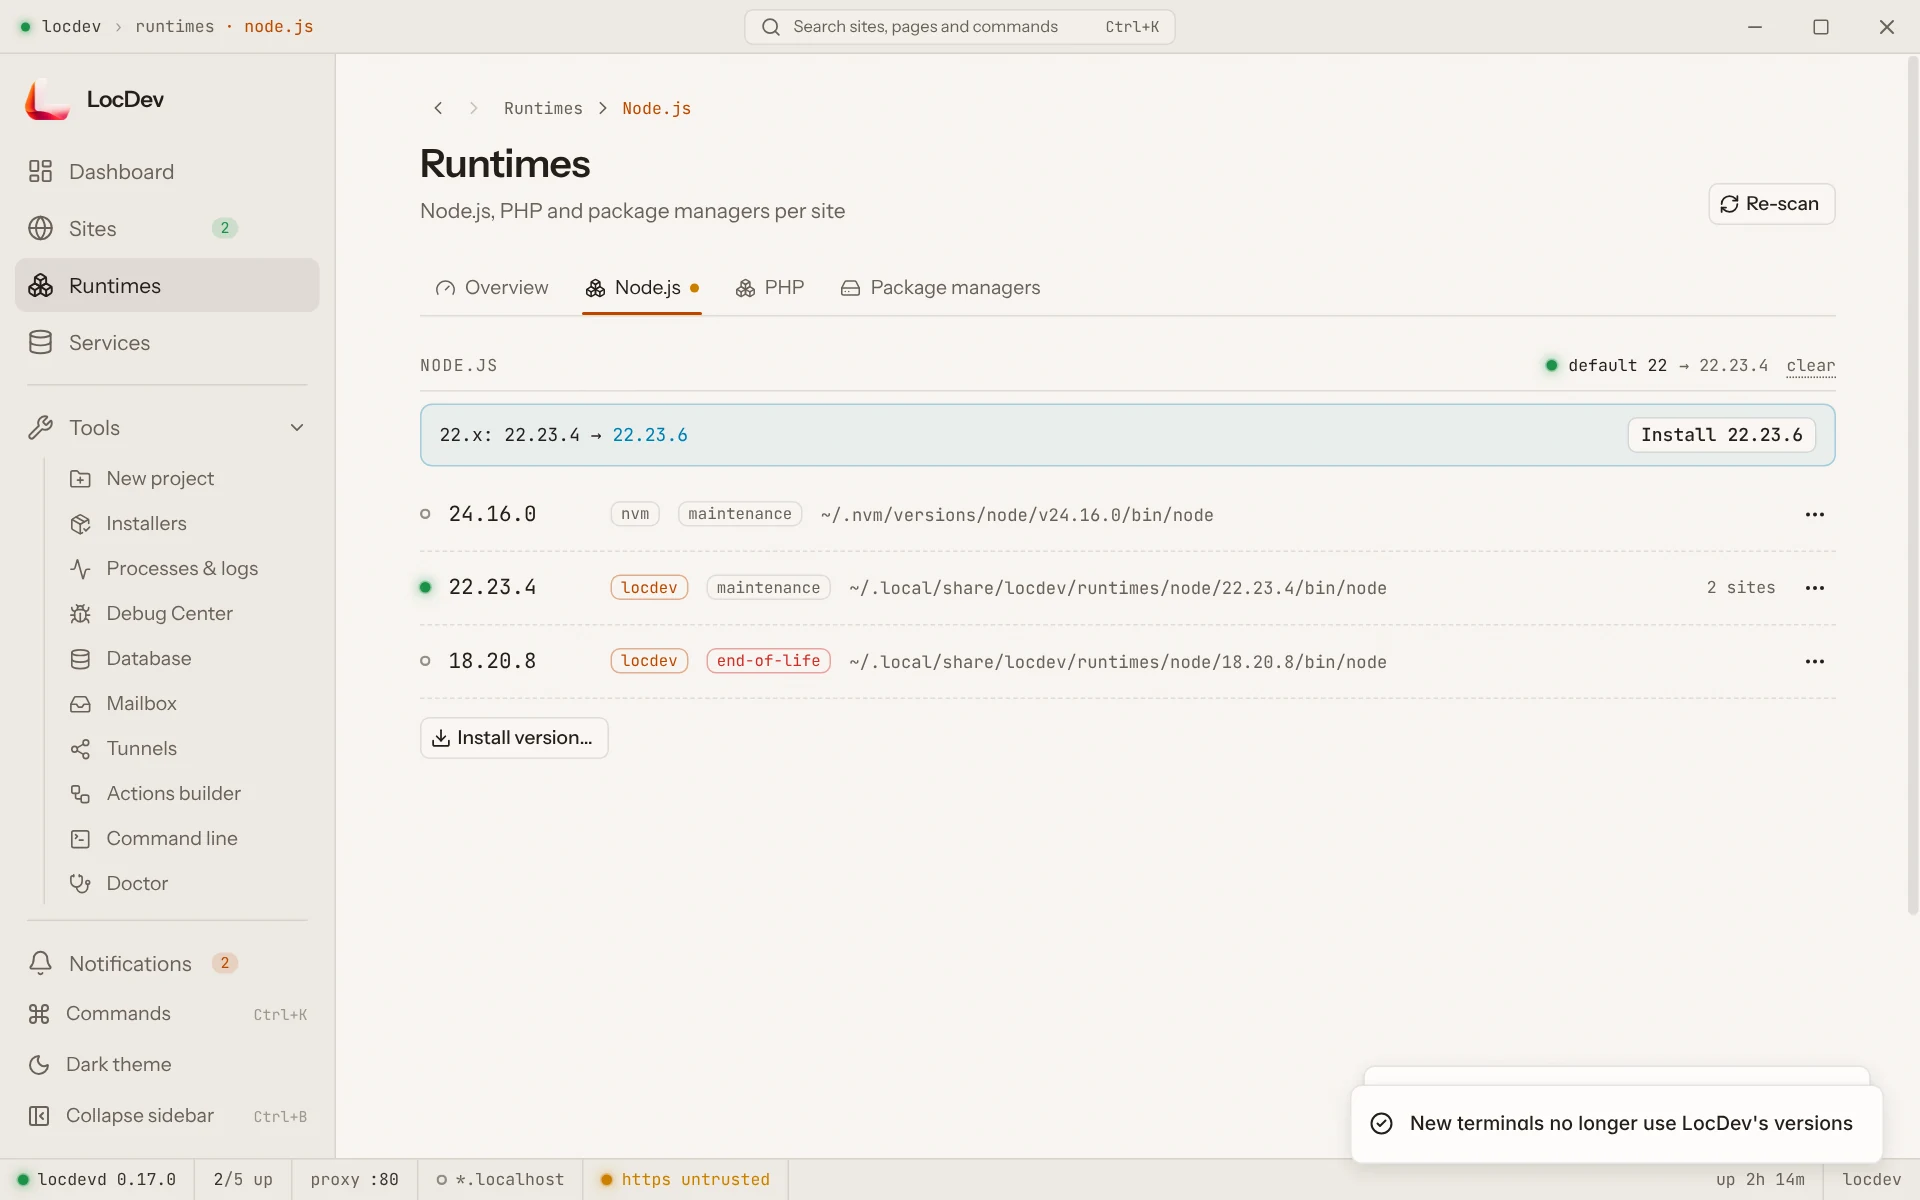 locdev › runtimes · node.js
Search sites, pages and commands Ctrl+K
LocDev
Dashboard
Sites 2
Runtimes
Services
Tools
New project
Installers
Processes & logs
Debug Center
Database
Mailbox
Tunnels
Actions builder
Command line
Doctor
Notifications 2
Commands Ctrl+K
Dark theme
Collapse sidebar Ctrl+B
Runtimes > Node.js
Runtimes
Node.js, PHP and package managers per site
Re-scan
Overview Node.js PHP Package managers
NODE.JS default 22 → 22.23.4 clear
22.x: 22.23.4 → 22.23.6 Install 22.23.6
24.16.0 nvm maintenance ~/.nvm/versions/node/v24.16.0/bin/node
22.23.4 locdev maintenance ~/.local/share/locdev/runtimes/node/22.23.4/bin/node 2 sites
18.20.8 locdev end-of-life ~/.local/share/locdev/runtimes/node/18.20.8/bin/node
Install version...
New terminals no longer use LocDev's versions
locdevd 0.17.0 2/5 up proxy :80 *.localhost https untrusted up 2h 14m locdev